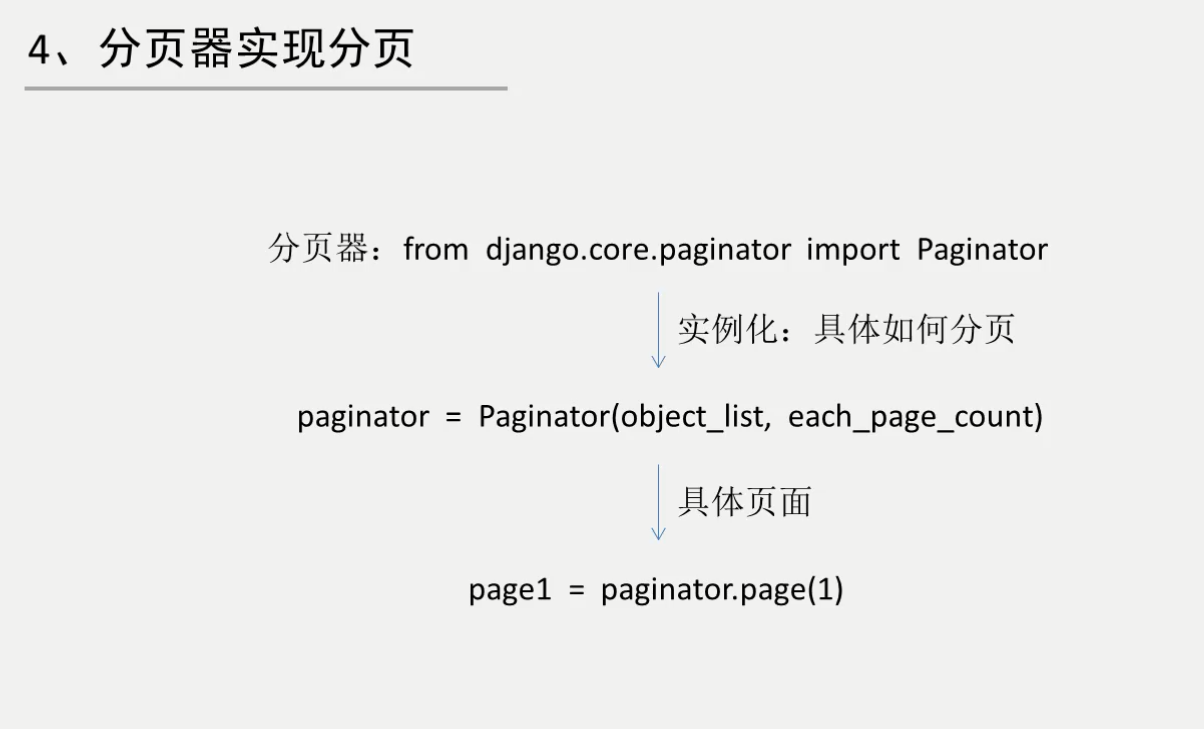 4、分页器实现分页
分页器：from django.core.paginator import Paginator
实例化：具体如何分页
paginator = Paginator(object_list, each_page_count)
具体页面
page1 = paginator.page(1)